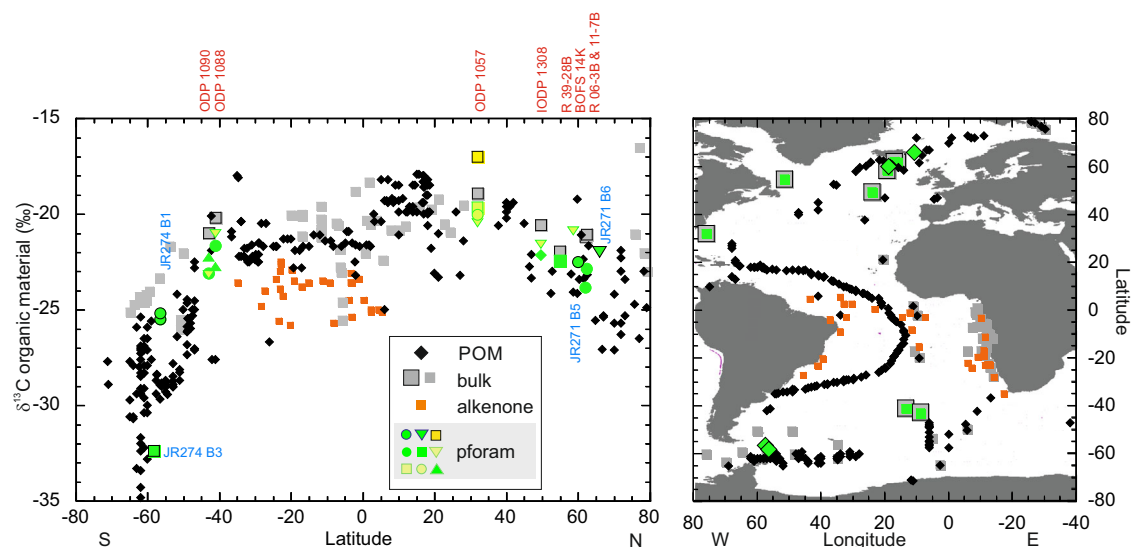 ODP 1090
ODP 1088
ODP 1057
IODP 1308
R 39-28B
BOFS 14K
R 06-3B & 11-7B
δ¹³C organic material (‰)
-15
-20
-25
-30
-35
JR274 B1
JR271 B6
JR271 B5
JR274 B3
POM
bulk
alkenone
pforam
-80 -60 -40 -20 0 20 40 60 80
S Latitude N
80
60
40
20
0
-20
-40
-60
-80
Latitude
80 60 40 20 0 -20 -40
W Longitude E